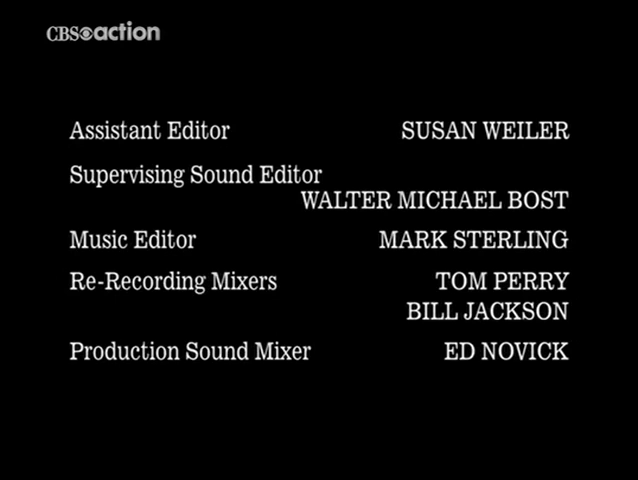 CBS action
Assistant Editor SUSAN WEILER
Supervising Sound Editor
WALTER MICHAEL BOST
Music Editor MARK STERLING
Re-Recording Mixers TOM PERRY
BILL JACKSON
Production Sound Mixer ED NOVICK